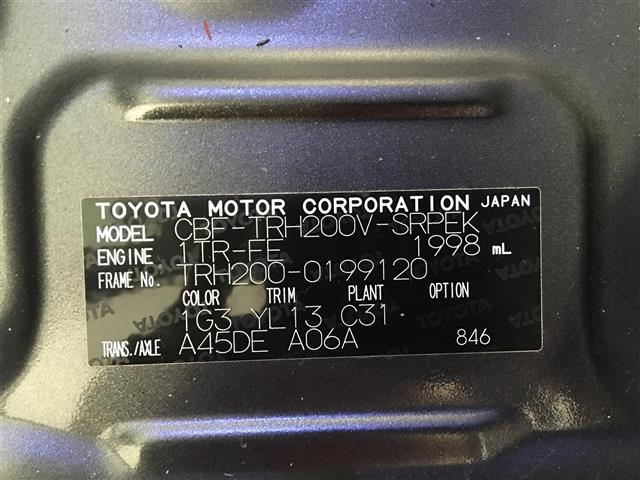 TOYOTA MOTOR CORPORATION JAPAN
MODEL CBF-TRH200V-SRPEK
ENGINE 1TR-FE 1998 mL
FRAME No. TRH200-0199120
COLOR TRIM PLANT OPTION
1G3 YL13 C31
TRANS./AXLE A45DE A06A 846